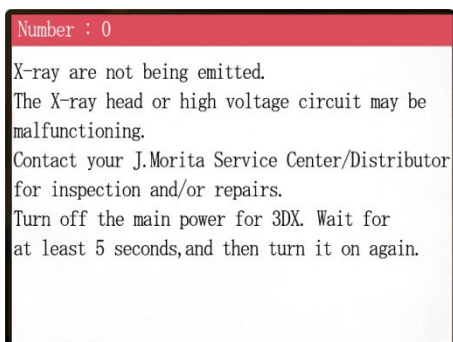 Number : 0
X-ray are not being emitted.
The X-ray head or high voltage circuit may be
malfunctioning.
Contact your J.Morita Service Center/Distributor
for inspection and/or repairs.
Turn off the main power for 3DX. Wait for
at least 5 seconds,and then turn it on again.